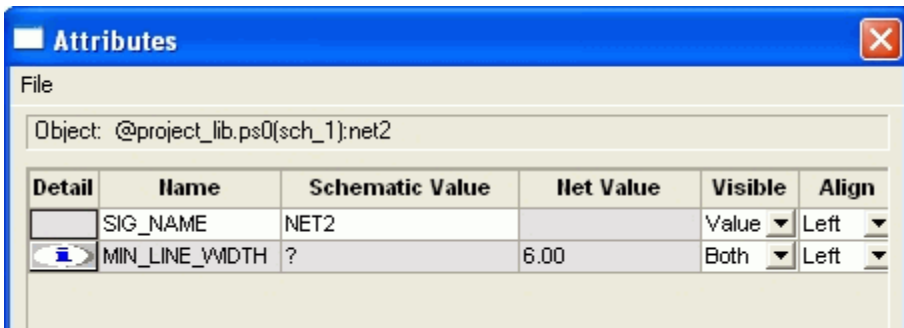 Attributes
File
Object: @project_lib.ps0(sch_1):net2
Detail Name Schematic Value Net Value Visible Align
SIG_NAME NET2 Value Left
i MIN_LINE_WIDTH ? 6.00 Both Left